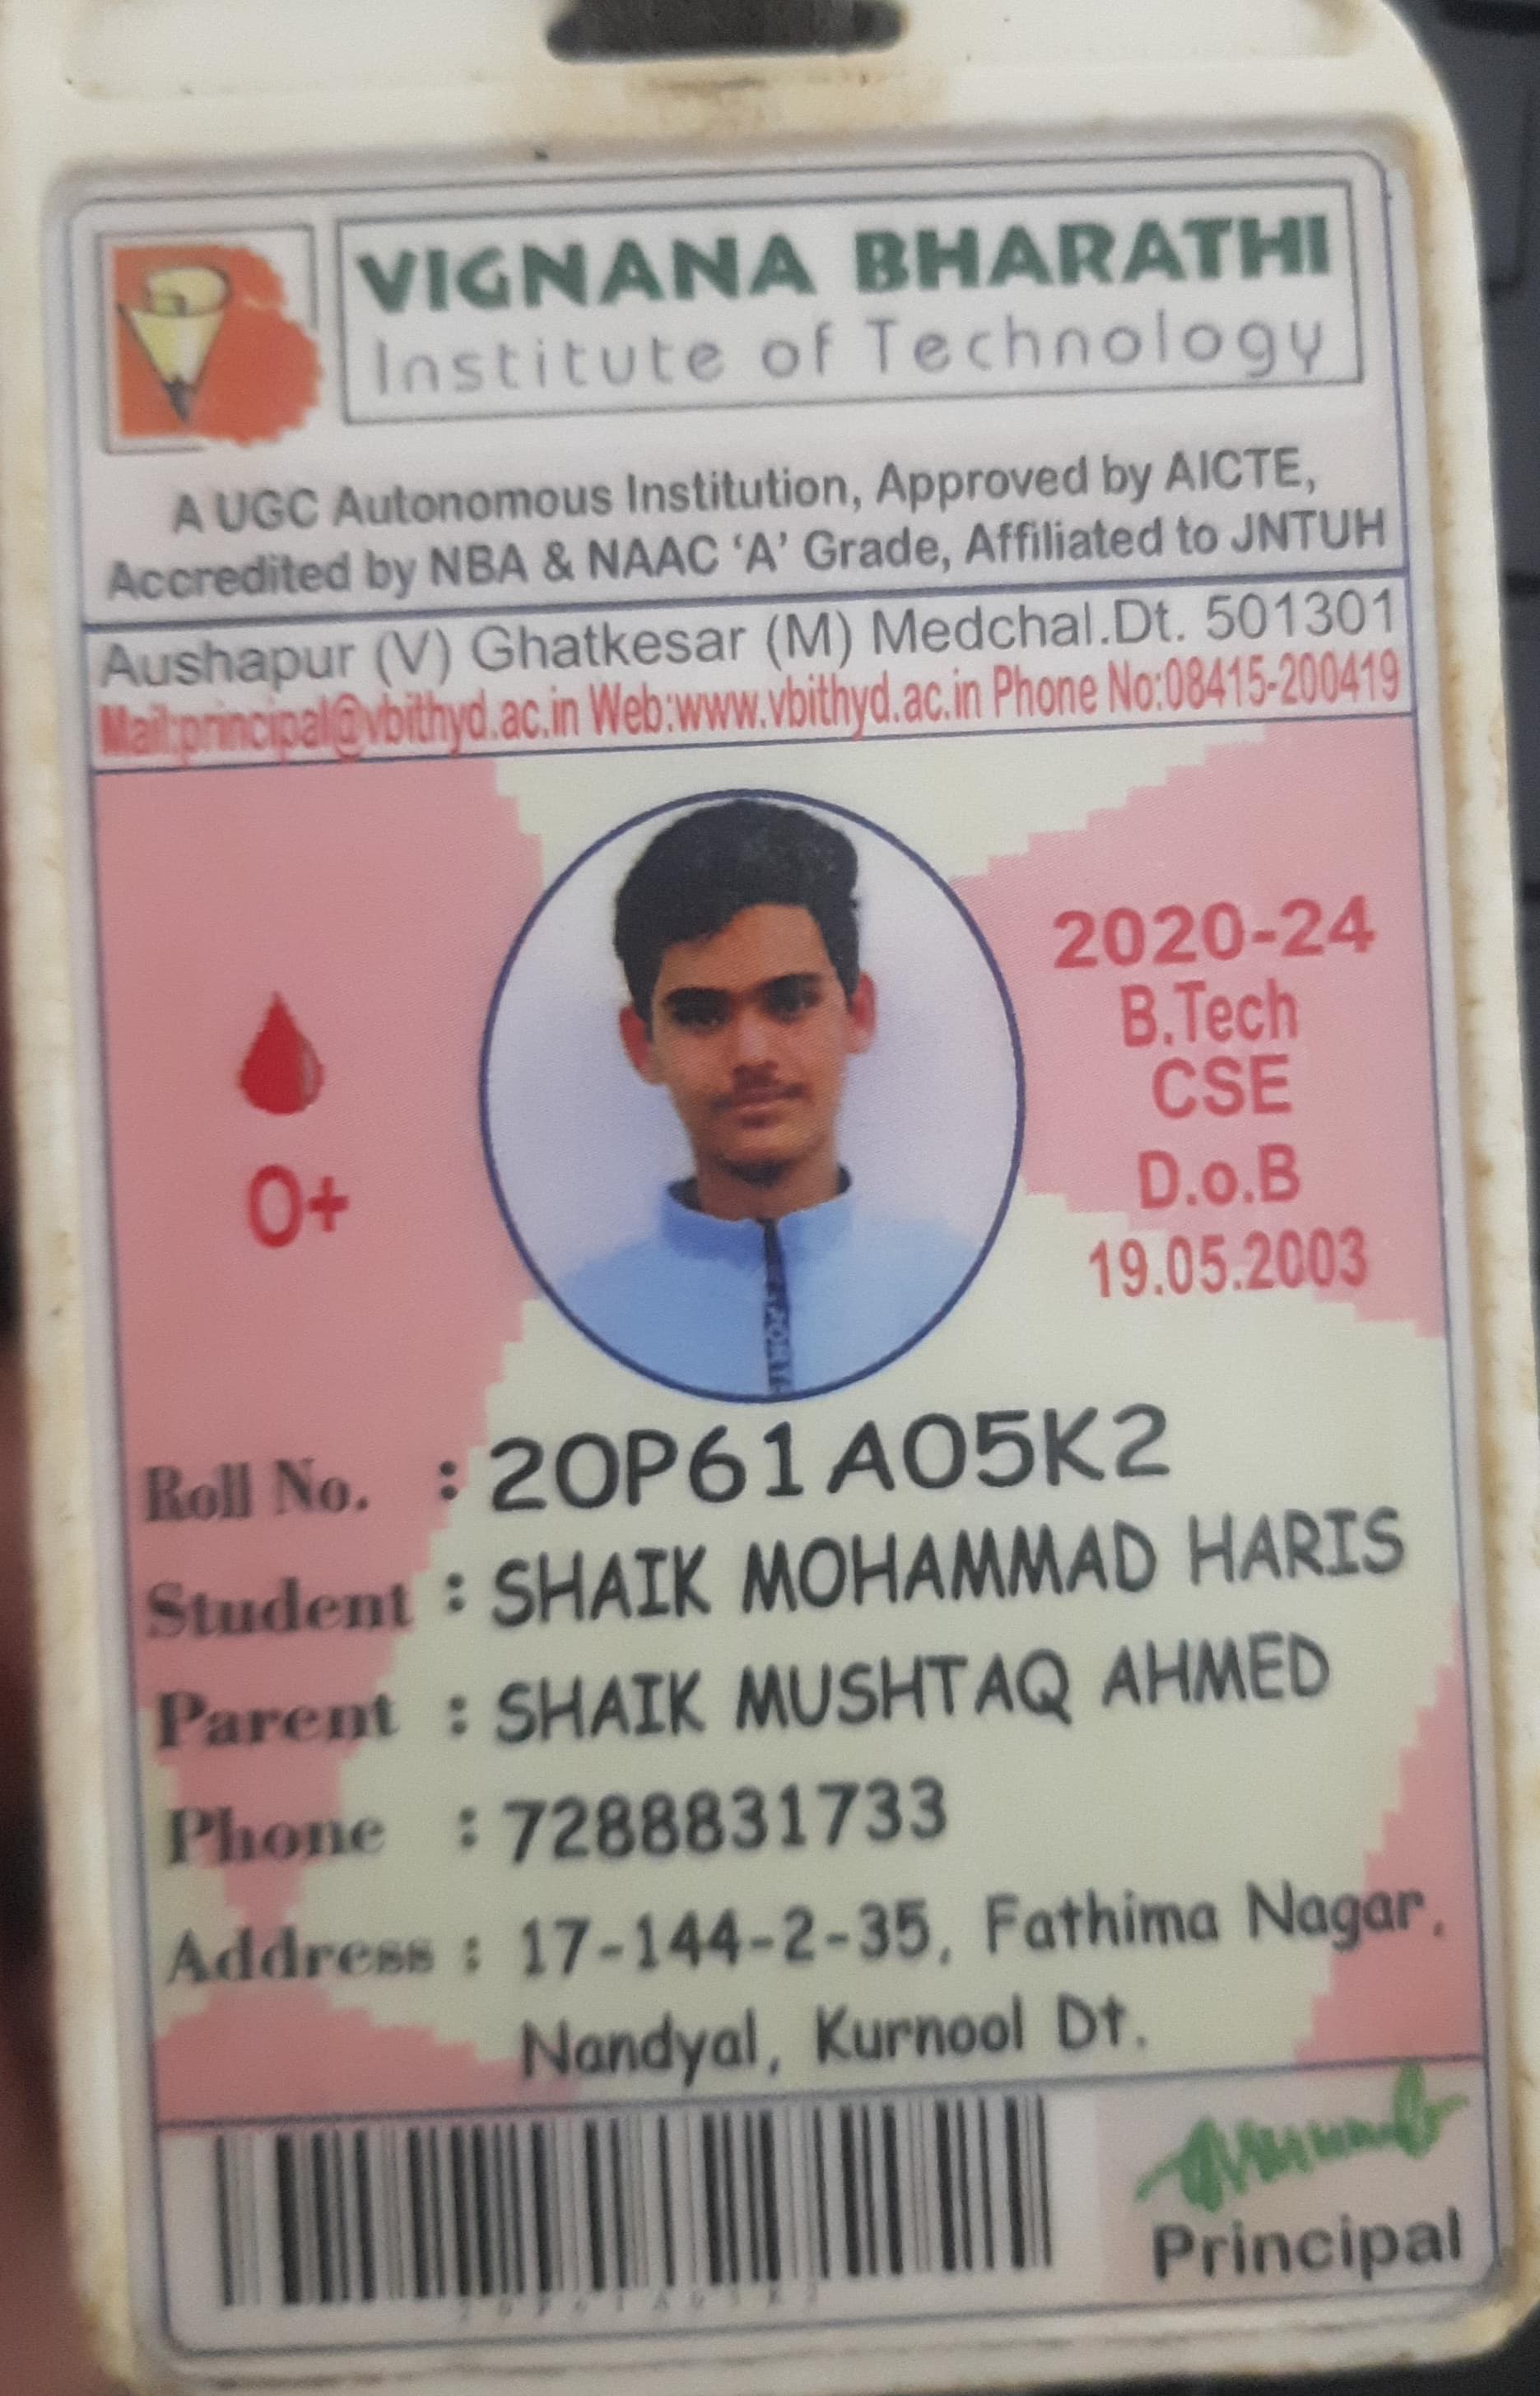 VIGNANA BHARATHI
Institute of Technology
A UGC Autonomous Institution, Approved by AICTE,
Accredited by NBA & NAAC ‘A’ Grade, Affiliated to JNTUH
Aushapur (V) Ghatkesar (M) Medchal.Dt. 501301
Mail:principal@vbithyd.ac.in Web:www.vbithyd.ac.in Phone No:08415-200419
2020-24
B.Tech
CSE
D.o.B
19.05.2003
O+
Roll No. : 20P61A05K2
Student : SHAIK MOHAMMAD HARIS
Parent : SHAIK MUSHTAQ AHMED
Phone : 7288831733
Address : 17-144-2-35, Fathima Nagar,
Nandyal, Kurnool Dt.
20P61A05K2
Principal